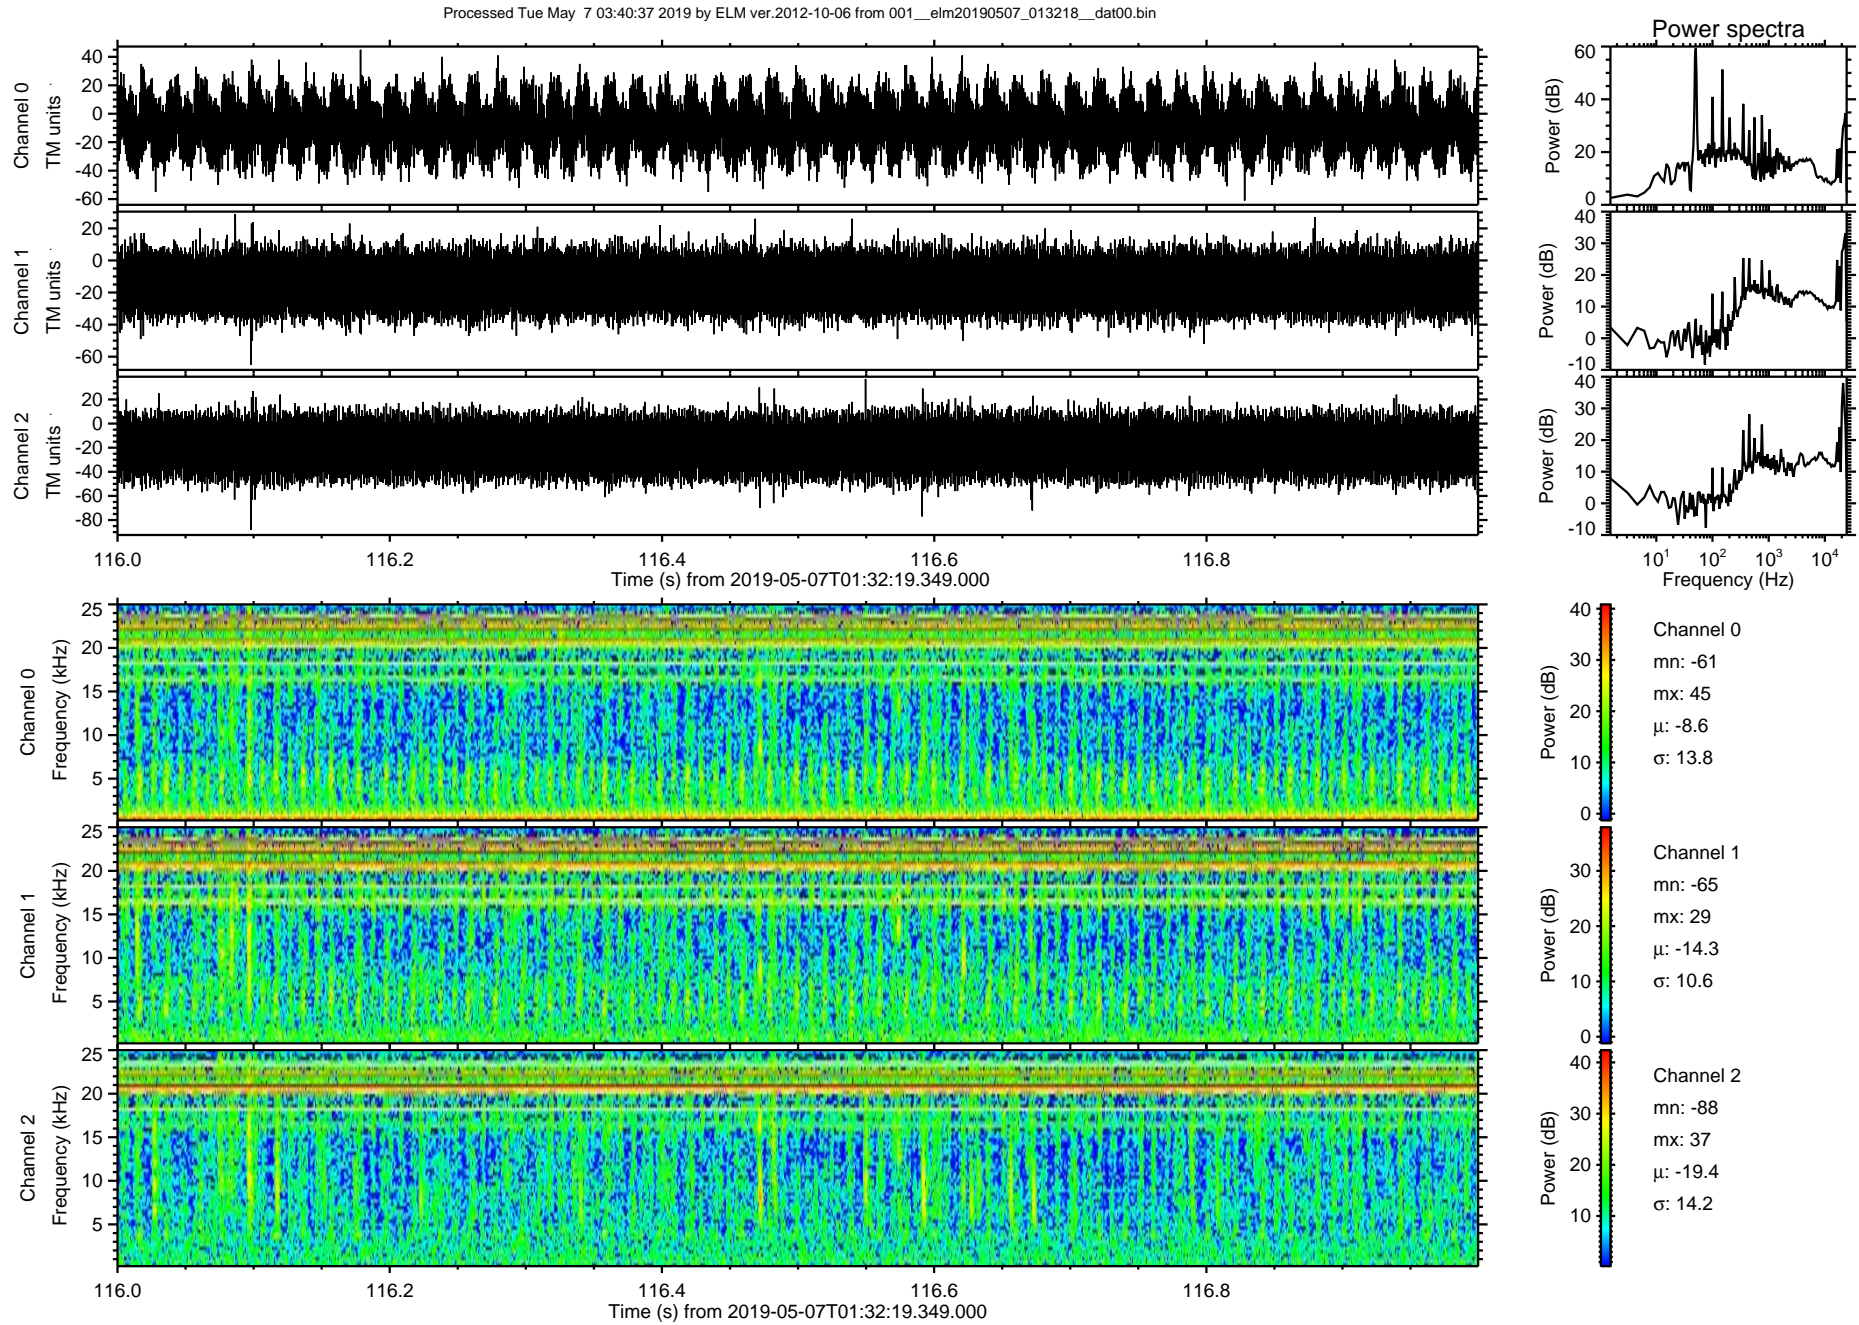 Processed Tue May  7 03:40:37 2019 by ELM ver.2012-10-06 from 001__elm20190507_013218__dat00.bin
Power spectra
Channel 0
TM units
40
20
0
-20
-40
-60
Power (dB)
60
40
20
0
Channel 1
TM units
20
0
-20
-40
-60
Power (dB)
40
30
20
10
0
-10
Channel 2
TM units
20
0
-20
-40
-60
-80
Power (dB)
40
30
20
10
0
-10
116.0 116.2 116.4 116.6 116.8
Time (s) from 2019-05-07T01:32:19.349.000
10^1 10^2 10^3 10^4
Frequency (Hz)
Channel 0
Frequency (kHz)
25
20
15
10
5
Power (dB)
40
30
20
10
0
Channel 0
mn: -61
mx: 45
μ: -8.6
σ: 13.8
Channel 1
Frequency (kHz)
25
20
15
10
5
Power (dB)
30
20
10
0
Channel 1
mn: -65
mx: 29
μ: -14.3
σ: 10.6
Channel 2
Frequency (kHz)
25
20
15
10
5
Power (dB)
40
30
20
10
Channel 2
mn: -88
mx: 37
μ: -19.4
σ: 14.2
116.0 116.2 116.4 116.6 116.8
Time (s) from 2019-05-07T01:32:19.349.000